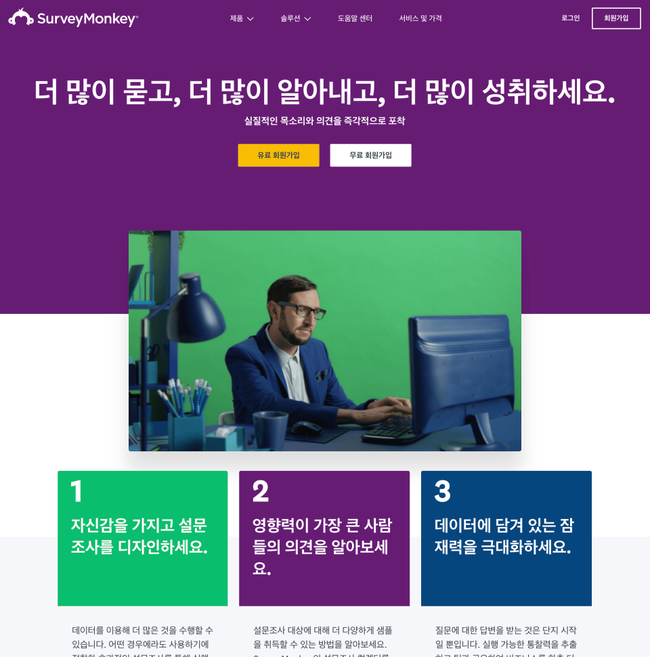 SurveyMonkey
제품
솔루션
도움말 센터
서비스 및 가격
로그인
회원가입
더 많이 묻고, 더 많이 알아내고, 더 많이 성취하세요.
실질적인 목소리와 의견을 즉각적으로 포착
유료 회원가입
무료 회원가입
1
자신감을 가지고 설문
조사를 디자인하세요.
데이터를 이용해 더 많은 것을 수행할 수
있습니다. 어떤 경우에라도 사용하기에
2
영향력이 가장 큰 사람
들의 의견을 알아보세
요.
설문조사 대상에 대해 더 다양하게 샘플
을 취득할 수 있는 방법을 알아보세요.
3
데이터에 담겨 있는 잠
재력을 극대화하세요.
질문에 대한 답변을 받는 것은 단지 시작
일 뿐입니다. 실행 가능한 통찰력을 추출